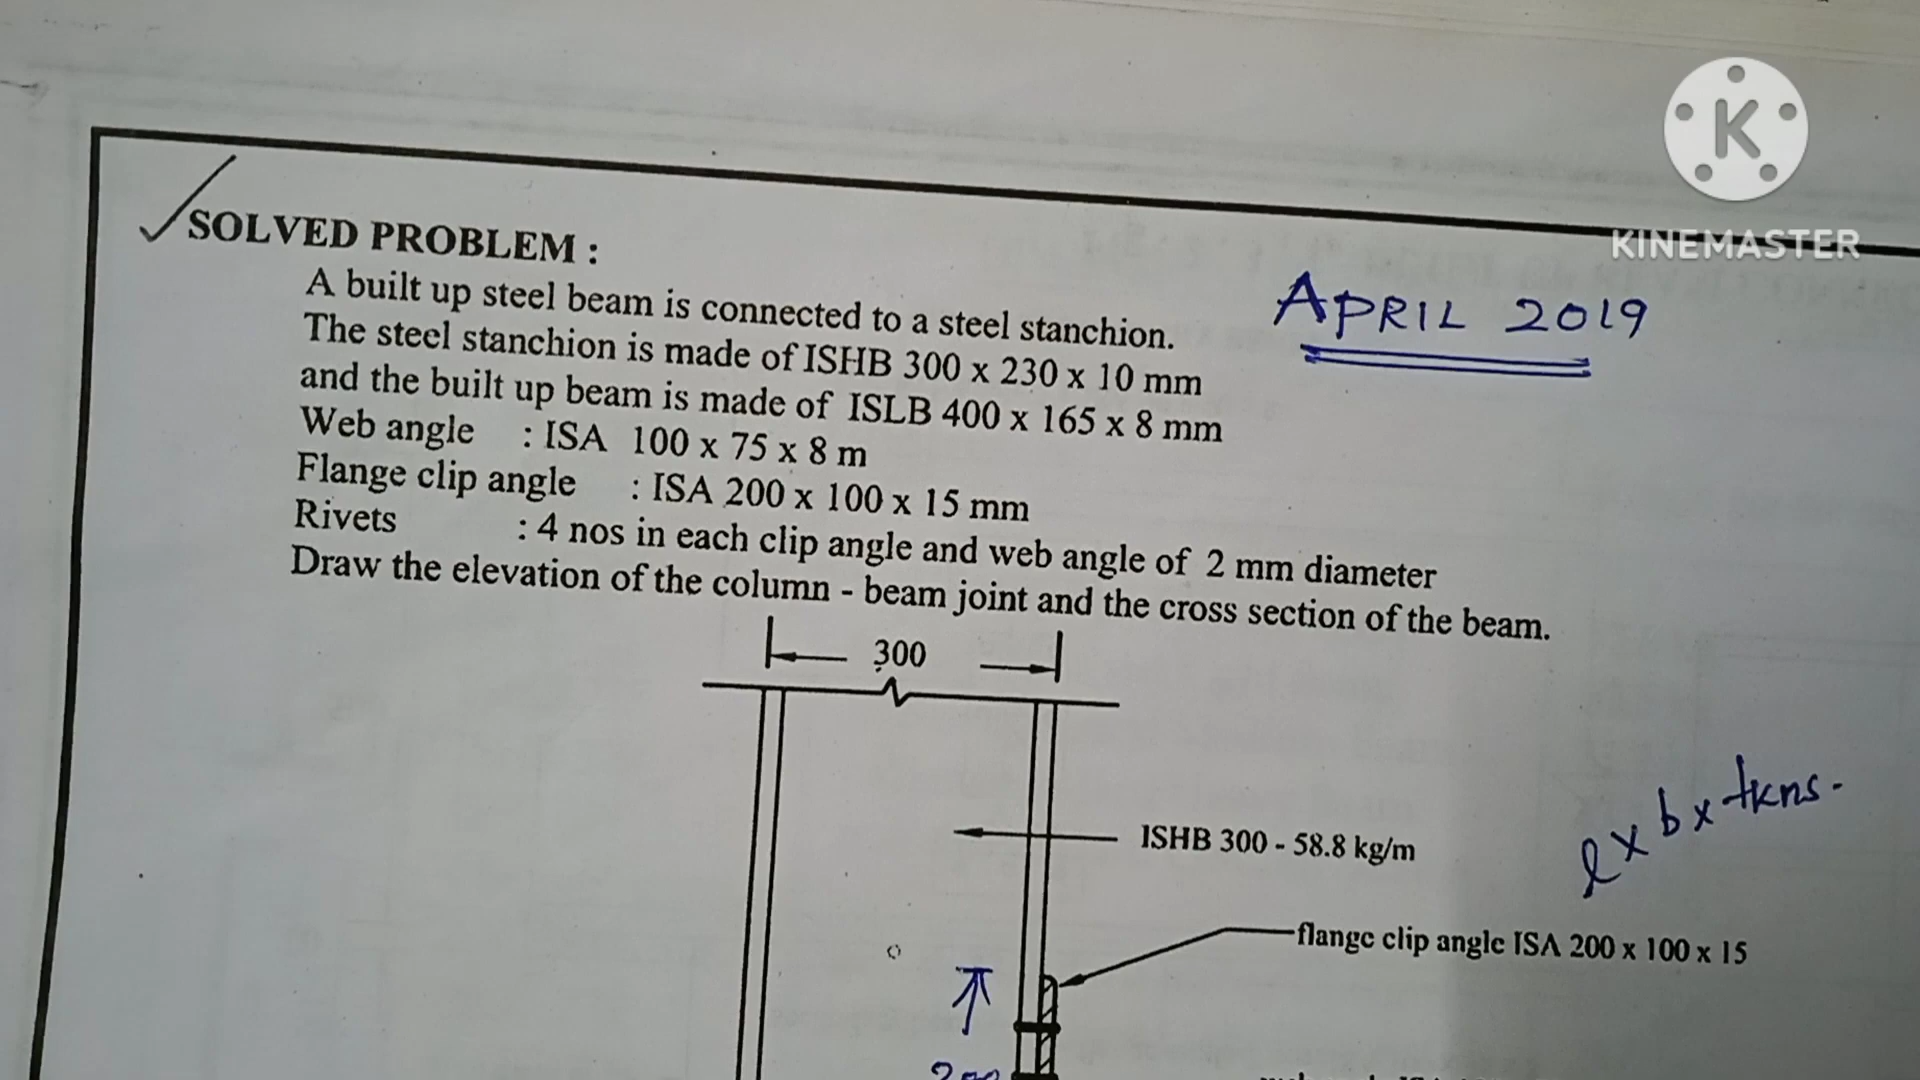 K
KINEMASTER
SOLVED PROBLEM :
APRIL 2019
A built up steel beam is connected to a steel stanchion.
The steel stanchion is made of ISHB 300 x 230 x 10 mm
and the built up beam is made of ISLB 400 x 165 x 8 mm
Web angle : ISA 100 x 75 x 8 m
Flange clip angle : ISA 200 x 100 x 15 mm
Rivets : 4 nos in each clip angle and web angle of 2 mm diameter
Draw the elevation of the column - beam joint and the cross section of the beam.
300
ISHB 300 - 58.8 kg/m
l x b x tkns.
flange clip angle ISA 200 x 100 x 15